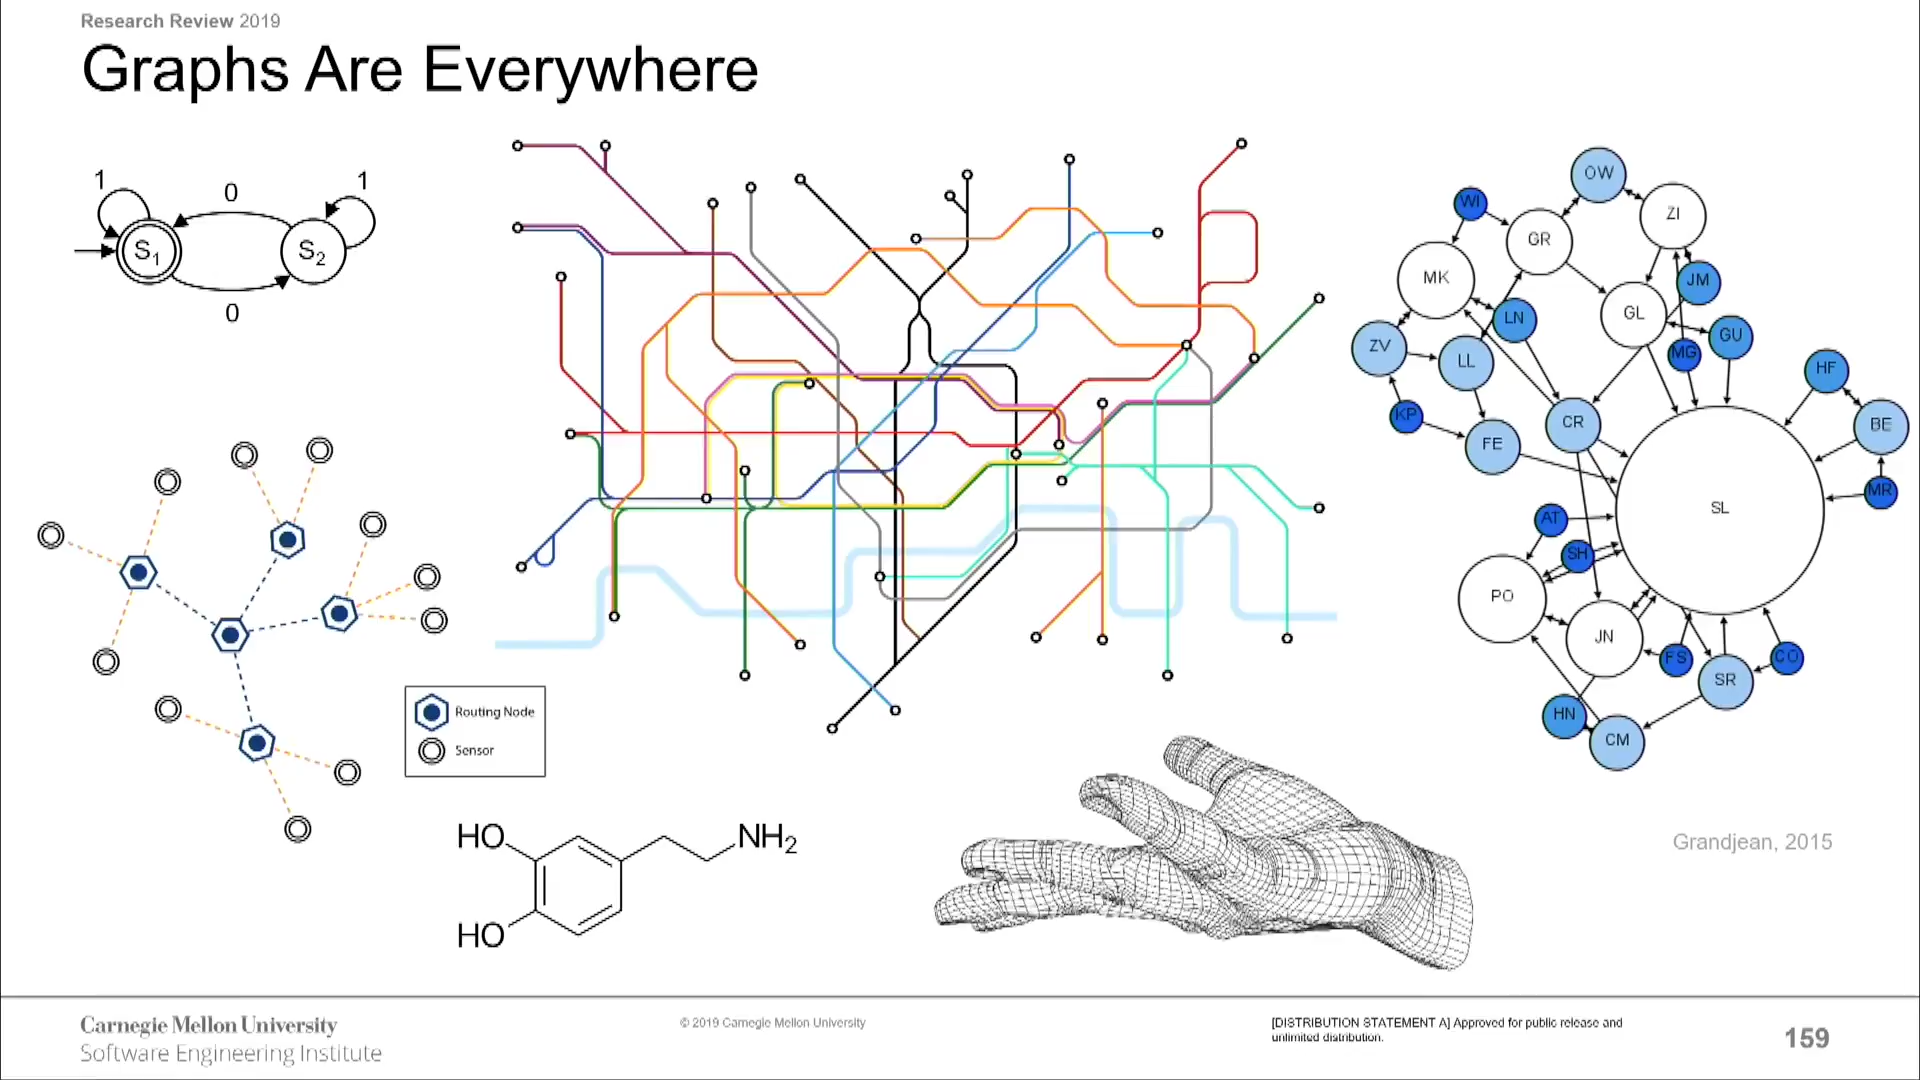 Research Review 2019
Graphs Are Everywhere
1
0
1
S1
S2
0
OW
WI
ZI
GR
MK
JM
GL
LN
GU
ZV
MG
LL
HF
KP
CR
BE
FE
MR
SL
AT
SH
PO
JN
FS
CO
SR
HN
CM
Routing Node
Sensor
HO
NH2
HO
Grandjean, 2015
Carnegie Mellon University
Software Engineering Institute
© 2019 Carnegie Mellon University
[DISTRIBUTION STATEMENT A] Approved for public release and
unlimited distribution.
159